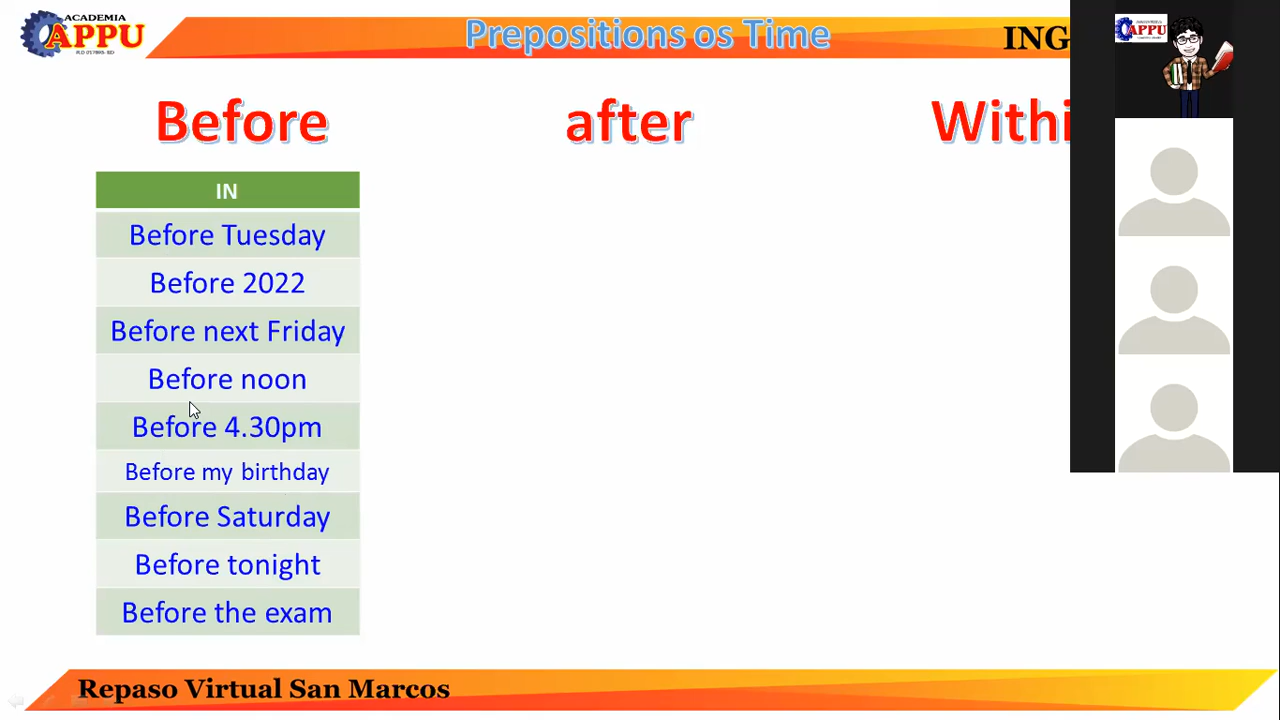 ACADEMIA
APPU
Prepositions os Time
ING
APPU
Before
after
Withi
IN
Before Tuesday
Before 2022
Before next Friday
Before noon
Before 4.30pm
Before my birthday
Before Saturday
Before tonight
Before the exam
Repaso Virtual San Marcos